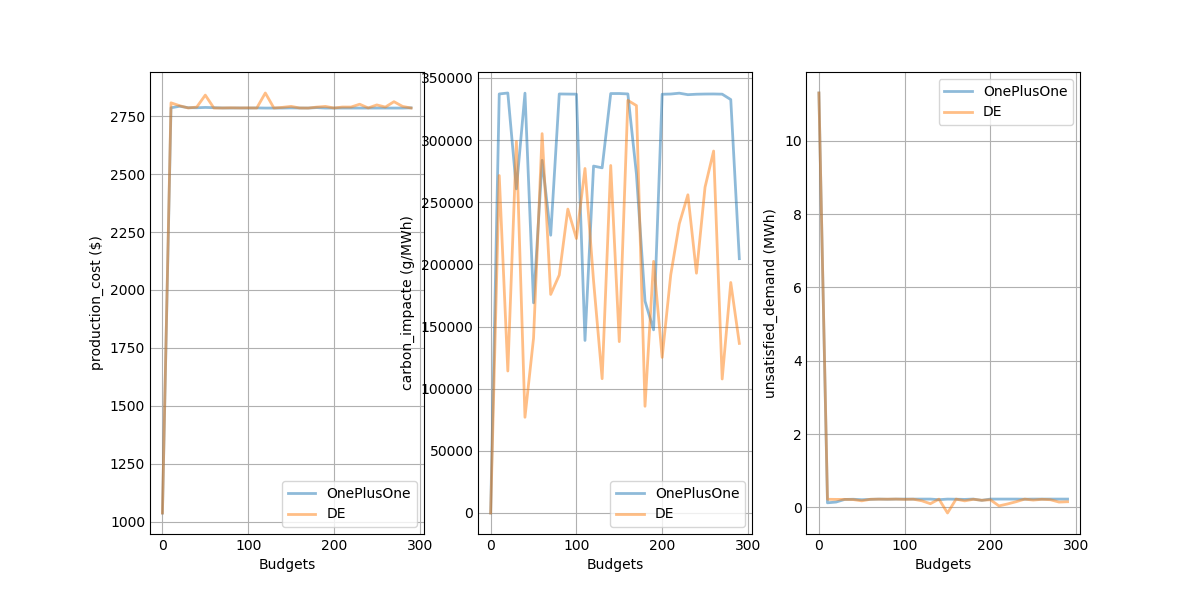 production_cost ($)
2750
2500
2250
2000
1750
1500
1250
1000
0
100
200
300
Budgets
OnePlusOne
DE
carbon_impacte (g/MWh)
350000
300000
250000
200000
150000
100000
50000
0
0
100
200
300
Budgets
OnePlusOne
DE
unsatisfied_demand (MWh)
10
8
6
4
2
0
0
100
200
300
Budgets
OnePlusOne
DE